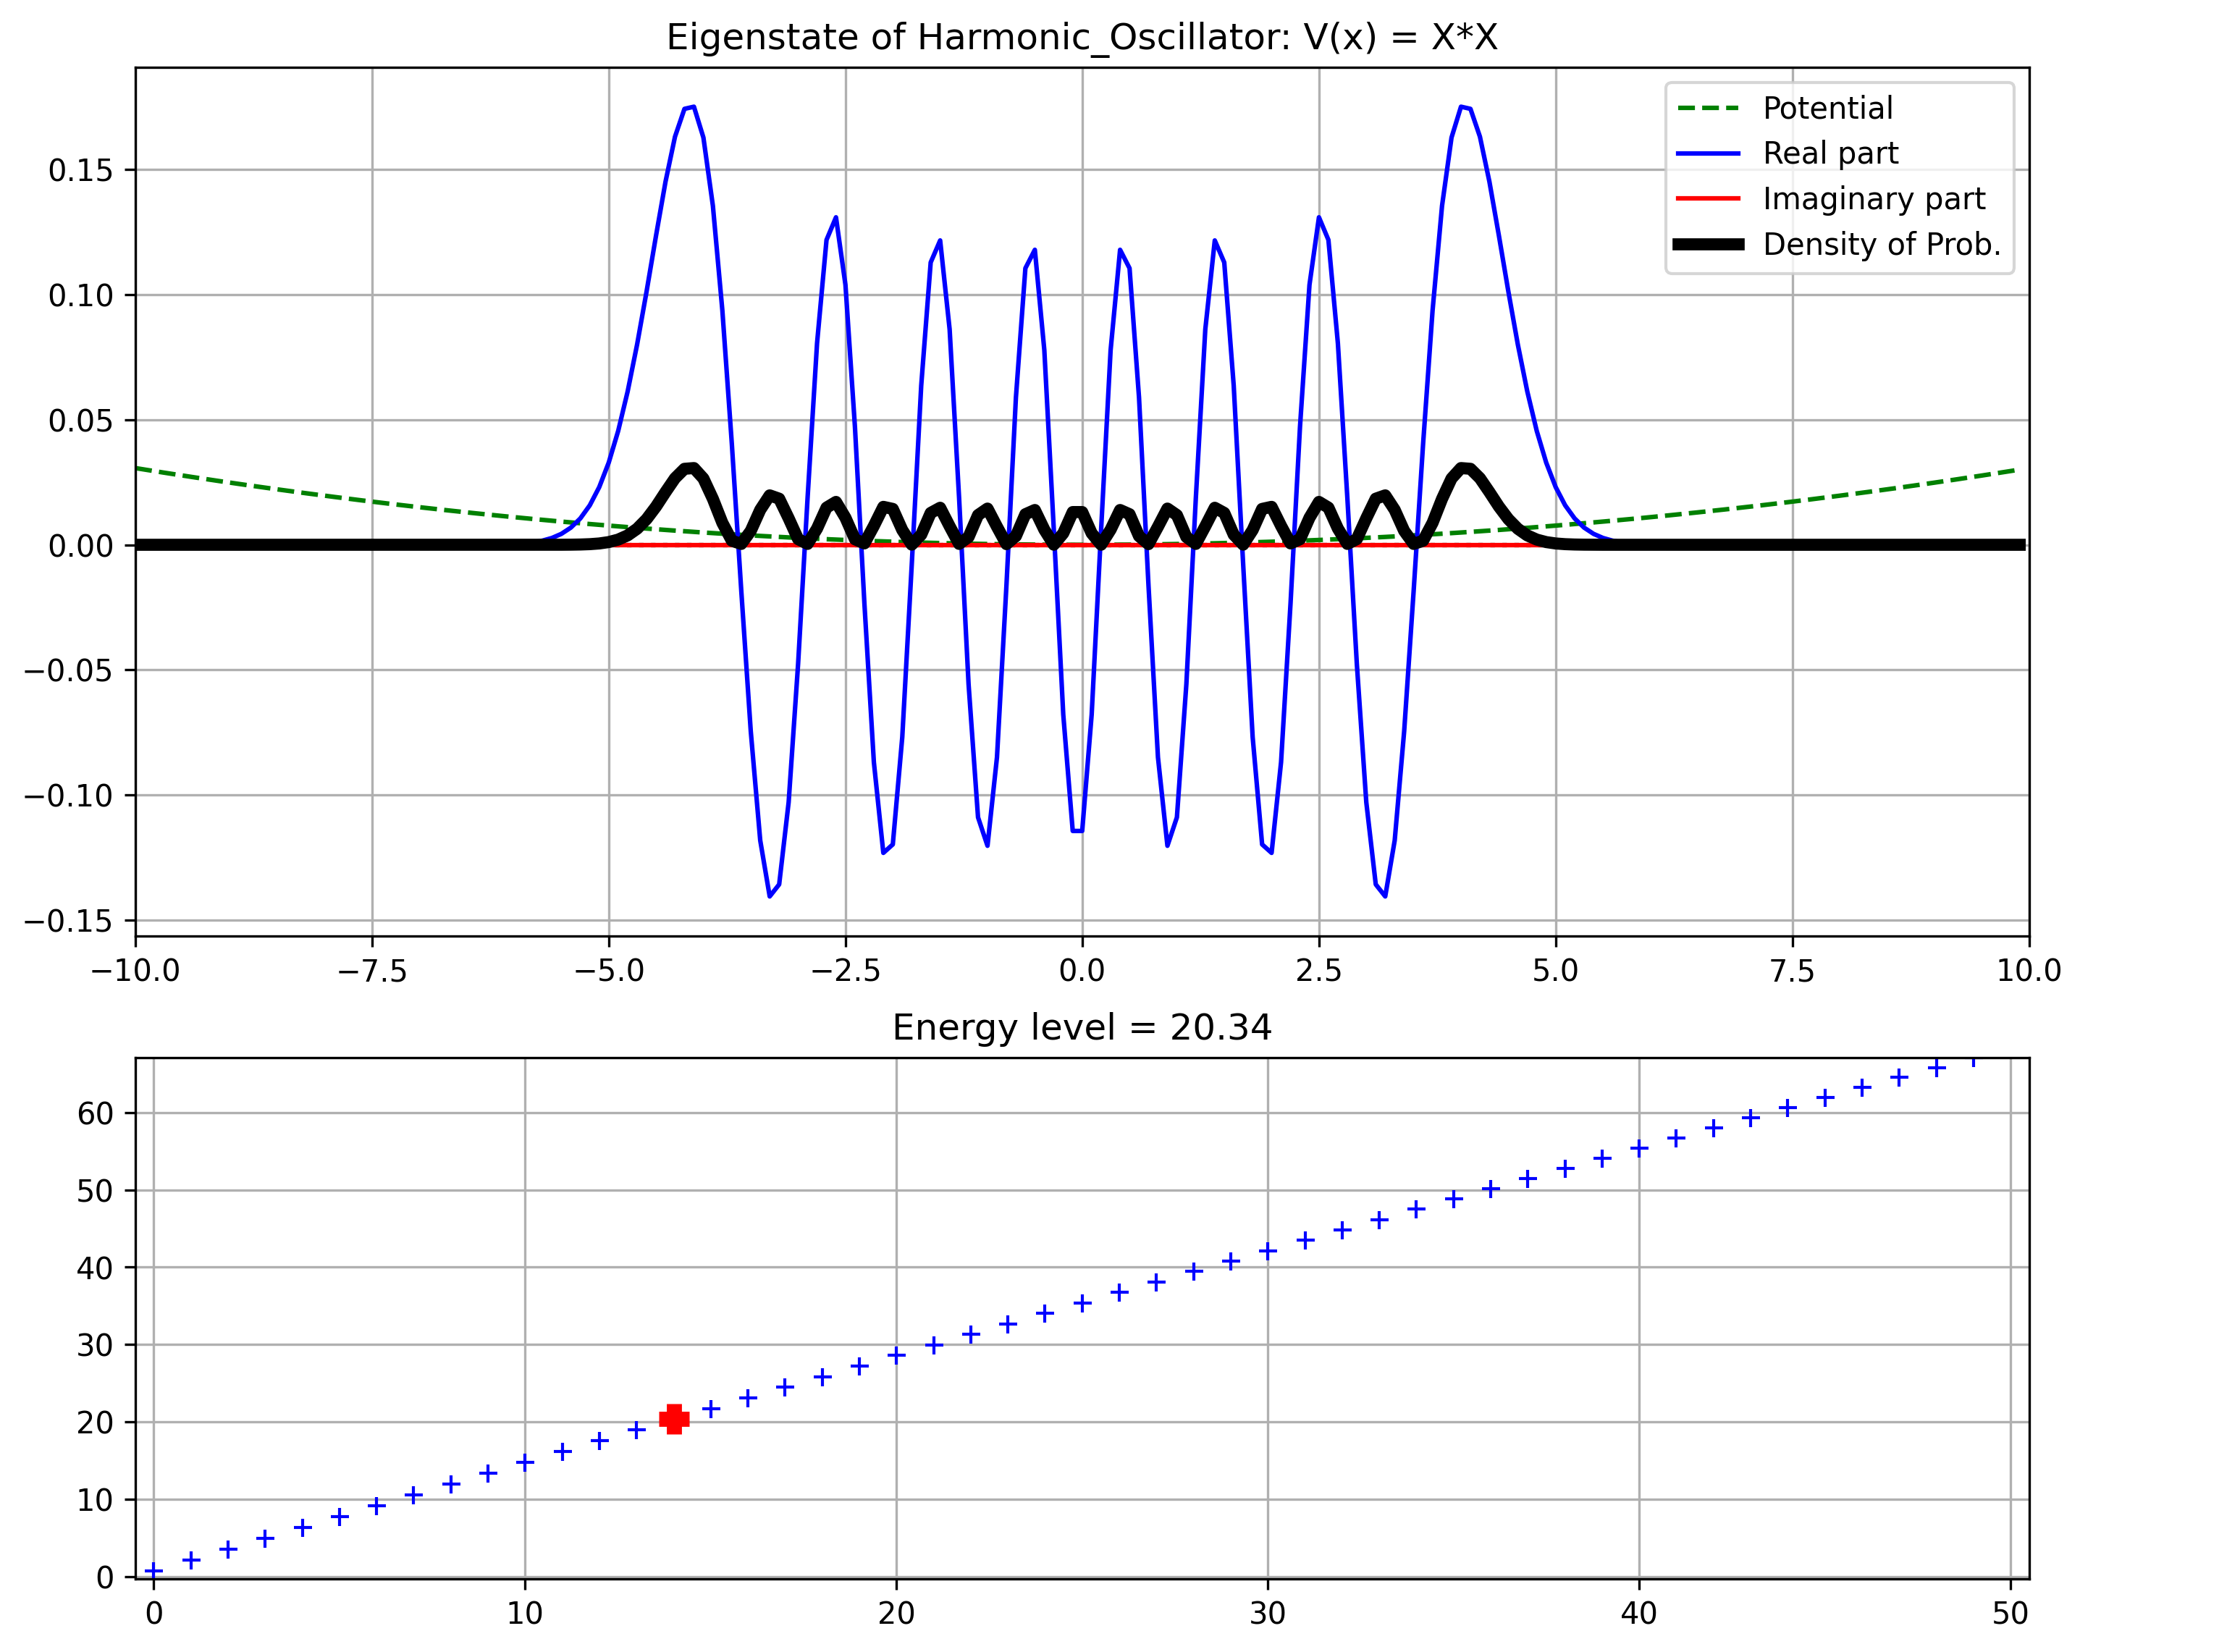 Eigenstate of Harmonic_Oscillator: V(x) = X*X
Potential
Real part
Imaginary part
Density of Prob.
0.15
0.10
0.05
0.00
−0.05
−0.10
−0.15
−10.0 −7.5 −5.0 −2.5 0.0 2.5 5.0 7.5 10.0
Energy level = 20.34
60
50
40
30
20
10
0
0 10 20 30 40 50